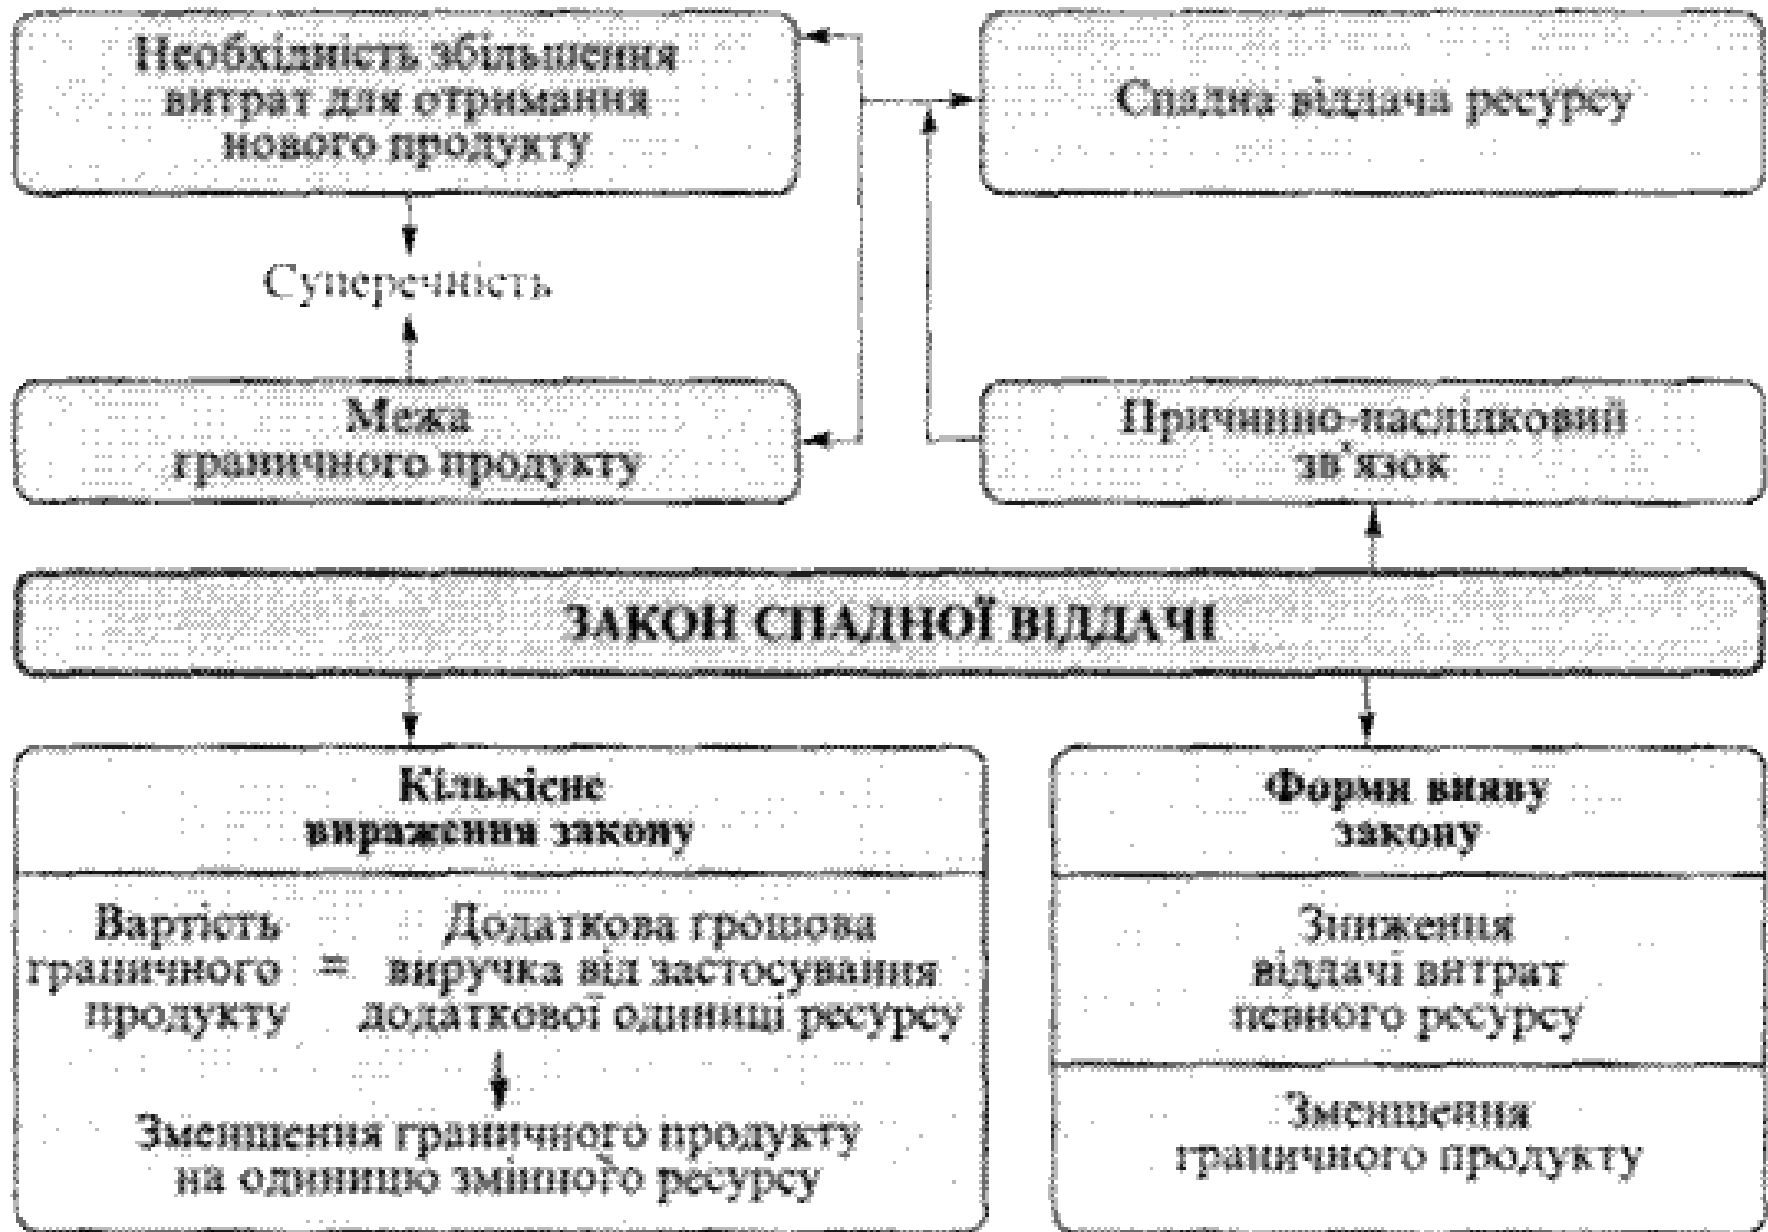 Необхідність збільшення
витрат для отримання
нового продукту
Спадна віддача ресурсу
Суперечність
Межа
граничного продукту
Причинно-наслідковий
зв'язок
ЗАКОН СПАДНОЇ ВІДДАЧІ
Кількісне
вираження закону
Вартість
граничного
продукту
=
Додаткова грошова
виручка від застосування
додаткової одиниці ресурсу
Зменшення граничного продукту
на одиницю змінного ресурсу
Форми вияву
закону
Зниження
віддачі витрат
певного ресурсу
Зменшення
граничного продукту